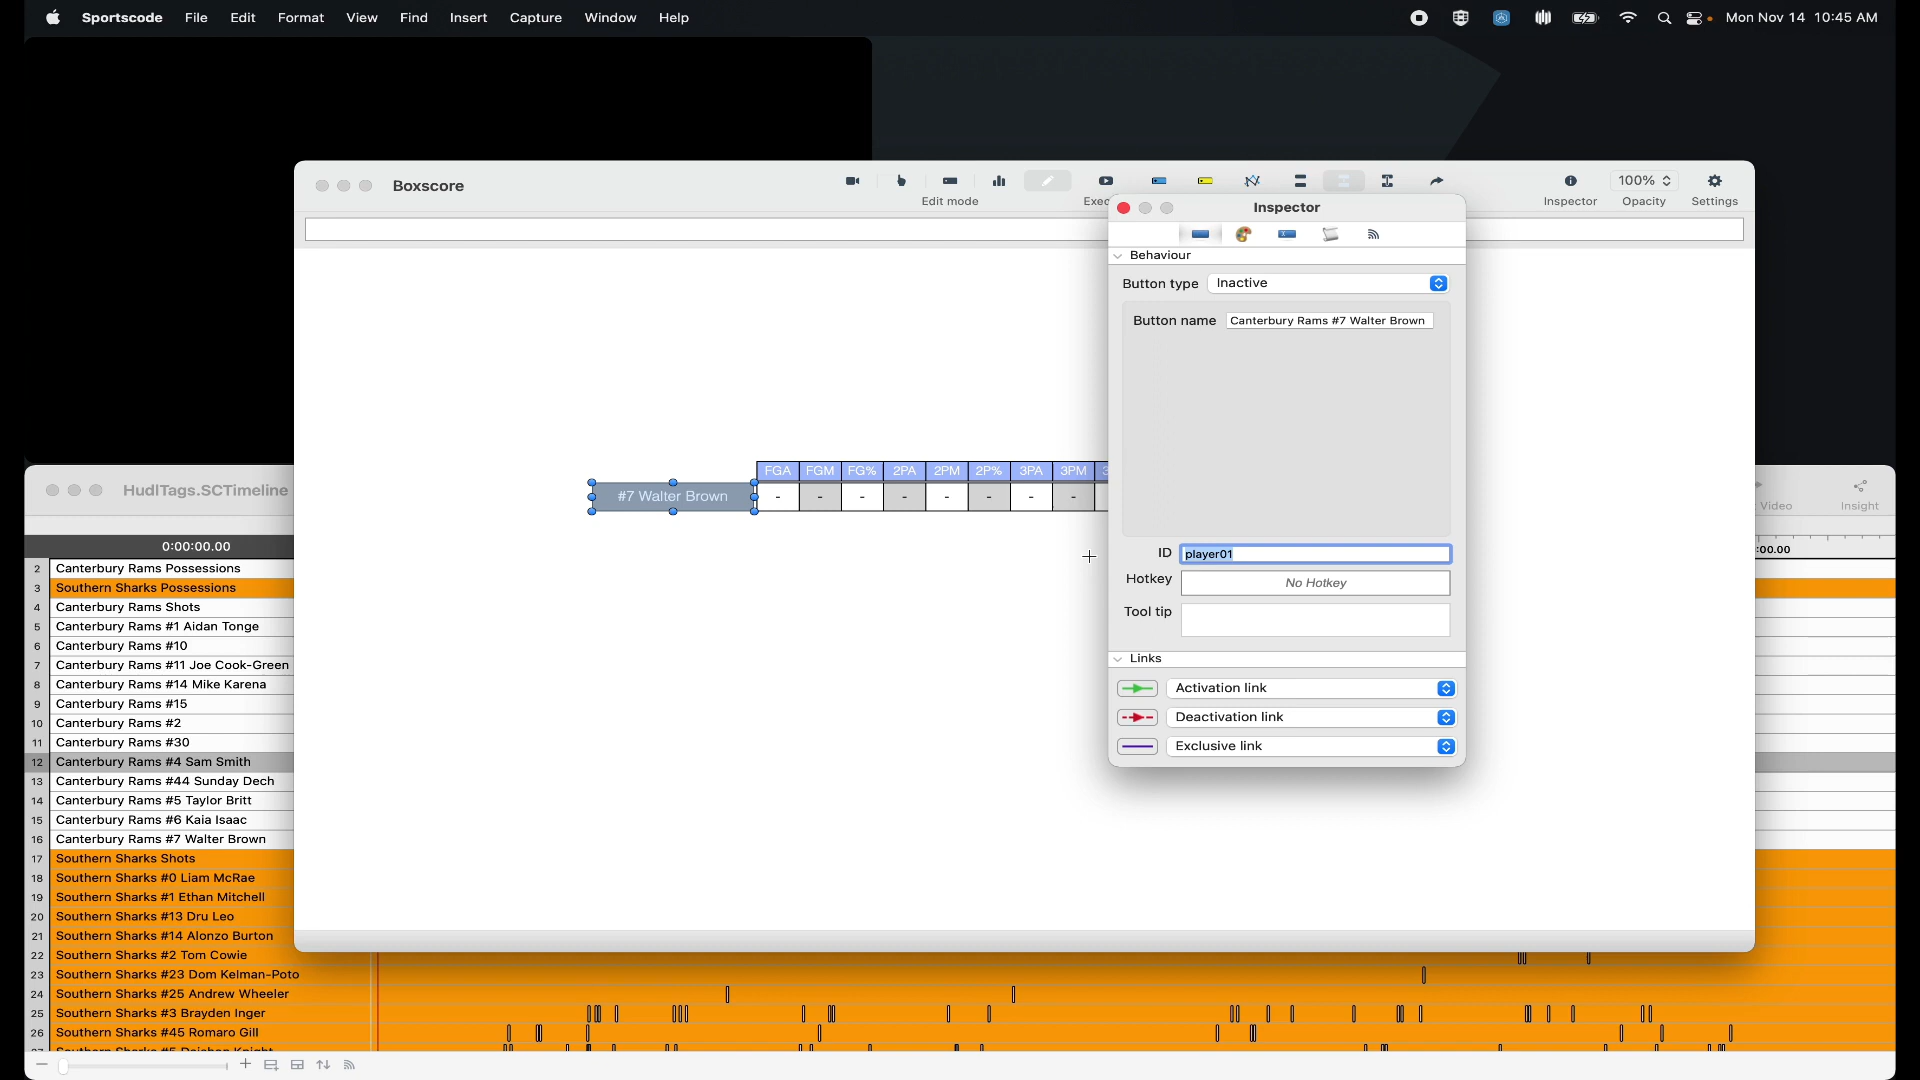 Sportscode File Edit Format View Find Insert Capture Window Help Mon Nov 14 10:45 AM
Boxscore
Edit mode
Inspector
100%
Opacity
Settings
Inspector
Behaviour
Button type Inactive
Button name Canterbury Rams #7 Walter Brown
FGA FGM FG% 2PA 2PM 2P% 3PA 3PM
#7 Walter Brown - - - - - - - -
ID player01
Hotkey No Hotkey
Tool tip
Links
Activation link
Deactivation link
Exclusive link
HudlTags.SCTimeline
Video
Insight
0:00:00.00
:00.00
2 Canterbury Rams Possessions
3 Southern Sharks Possessions
4 Canterbury Rams Shots
5 Canterbury Rams #1 Aidan Tonge
6 Canterbury Rams #10
7 Canterbury Rams #11 Joe Cook-Green
8 Canterbury Rams #14 Mike Karena
9 Canterbury Rams #15
10 Canterbury Rams #2
11 Canterbury Rams #30
12 Canterbury Rams #4 Sam Smith
13 Canterbury Rams #44 Sunday Dech
14 Canterbury Rams #5 Taylor Britt
15 Canterbury Rams #6 Kaia Isaac
16 Canterbury Rams #7 Walter Brown
17 Southern Sharks Shots
18 Southern Sharks #0 Liam McRae
19 Southern Sharks #1 Ethan Mitchell
20 Southern Sharks #13 Dru Leo
21 Southern Sharks #14 Alonzo Burton
22 Southern Sharks #2 Tom Cowie
23 Southern Sharks #23 Dom Kelman-Poto
24 Southern Sharks #25 Andrew Wheeler
25 Southern Sharks #3 Brayden Inger
26 Southern Sharks #45 Romaro Gill